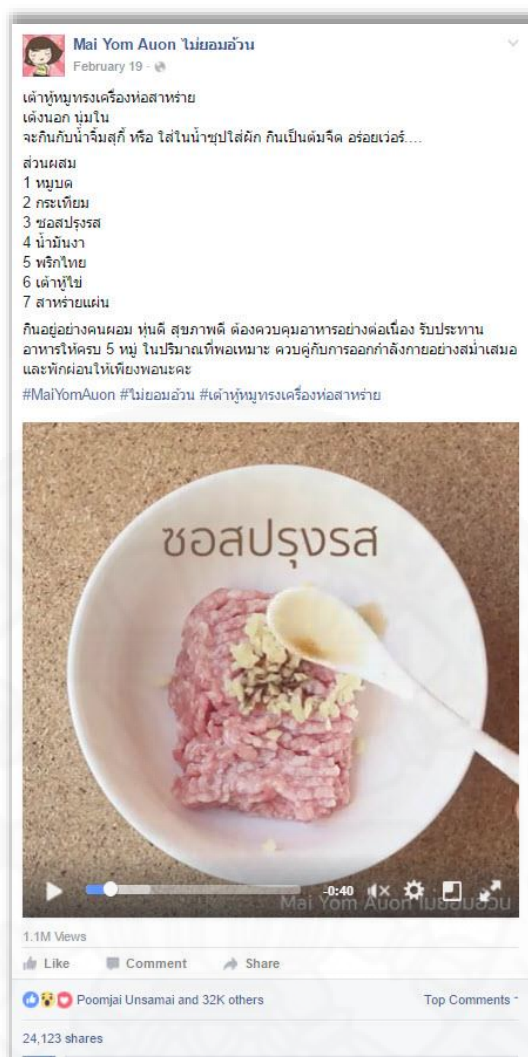 Mai Yom Auon ไม่ยอมอ้วน
February 19
เต้าหู้หมูทรงเครื่องห่อสาหร่าย
เด้งนอก นุ่มใน
จะกินกับน้ำจิ้มสุกี้ หรือ ใส่ในน้ำซุปใส่ผัก กินเป็นต้มจืด อร่อยเว่อร์....
ส่วนผสม
1 หมูบด
2 กระเทียม
3 ซอสปรุงรส
4 น้ำมันงา
5 พริกไทย
6 เต้าหู้ไข่
7 สาหร่ายแผ่น
กินอยู่อย่างคนผอม หุ่นดี สุขภาพดี ต้องควบคุมอาหารอย่างต่อเนื่อง รับประทาน
อาหารให้ครบ 5 หมู่ ในปริมาณที่พอเหมาะ ควบคู่กับการออกกำลังกายอย่างสม่ำเสมอ
และพักผ่อนให้เพียงพอนะคะ
#MaiYomAuon #ไม่ยอมอ้วน #เต้าหู้หมูทรงเครื่องห่อสาหร่าย
ซอสปรุงรส
-0:40
Mai Yom Auon ไม่ยอมอ้วน
1.1M Views
Like Comment Share
Poomjai Unsamai and 32K others Top Comments
24,123 shares